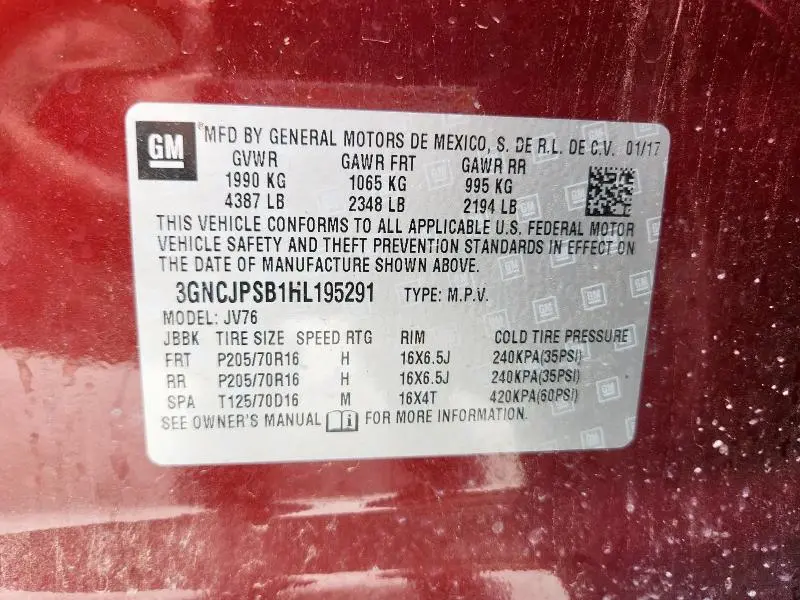 GM ® MFD BY GENERAL MOTORS DE MEXICO, S. DE R.L. DE C.V. 01/17
GVWR GAWR FRT GAWR RR
1990 KG 1065 KG 995 KG
4387 LB 2348 LB 2194 LB
THIS VEHICLE CONFORMS TO ALL APPLICABLE U.S. FEDERAL MOTOR
VEHICLE SAFETY AND THEFT PREVENTION STANDARDS IN EFFECT ON
THE DATE OF MANUFACTURE SHOWN ABOVE.
3GNCJPSB1HL195291 TYPE: M.P.V.
MODEL: JV76
JBBK TIRE SIZE SPEED RTG RIM COLD TIRE PRESSURE
FRT P205/70R16 H 16X6.5J 240KPA(35PSI)
RR P205/70R16 H 16X6.5J 240KPA(35PSI)
SPA T125/70D16 M 16X4T 420KPA(60PSI)
SEE OWNER'S MANUAL FOR MORE INFORMATION.